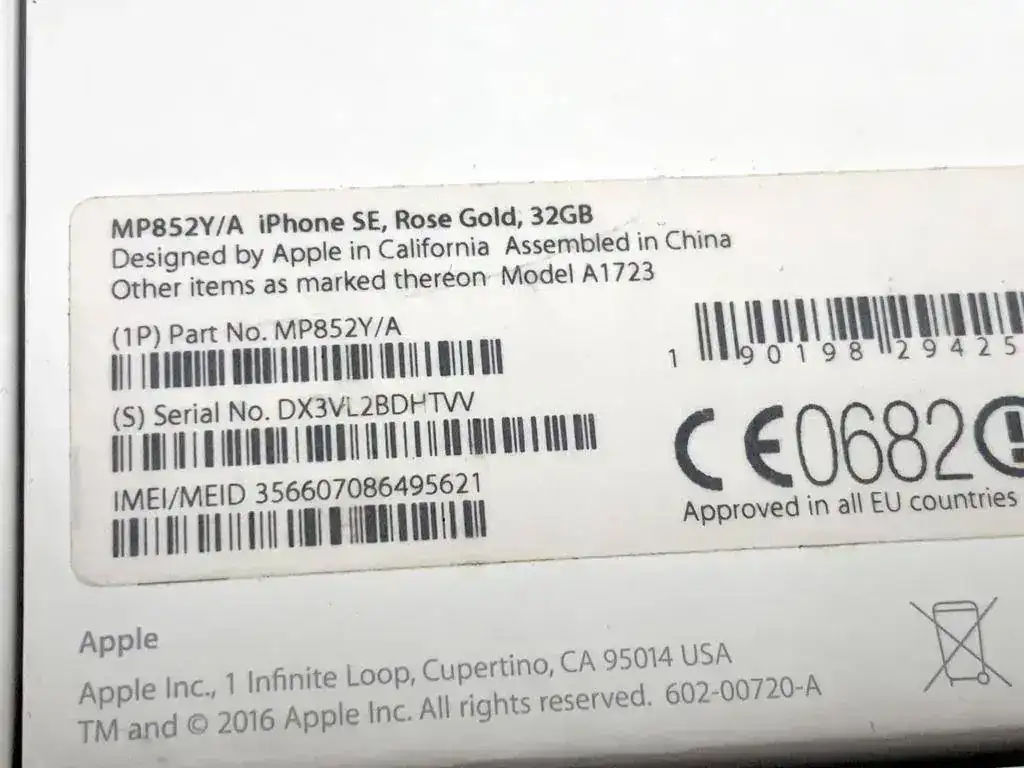 MP852Y/A iPhone SE, Rose Gold, 32GB
Designed by Apple in California Assembled in China
Other items as marked thereon Model A1723
(1P) Part No. MP852Y/A
1 90198 29425
(S) Serial No. DX3VL2BDHTVV
IMEI/MEID 356607086495621
CE0682
Approved in all EU countries
Apple
Apple Inc., 1 Infinite Loop, Cupertino, CA 95014 USA
TM and © 2016 Apple Inc. All rights reserved. 602-00720-A